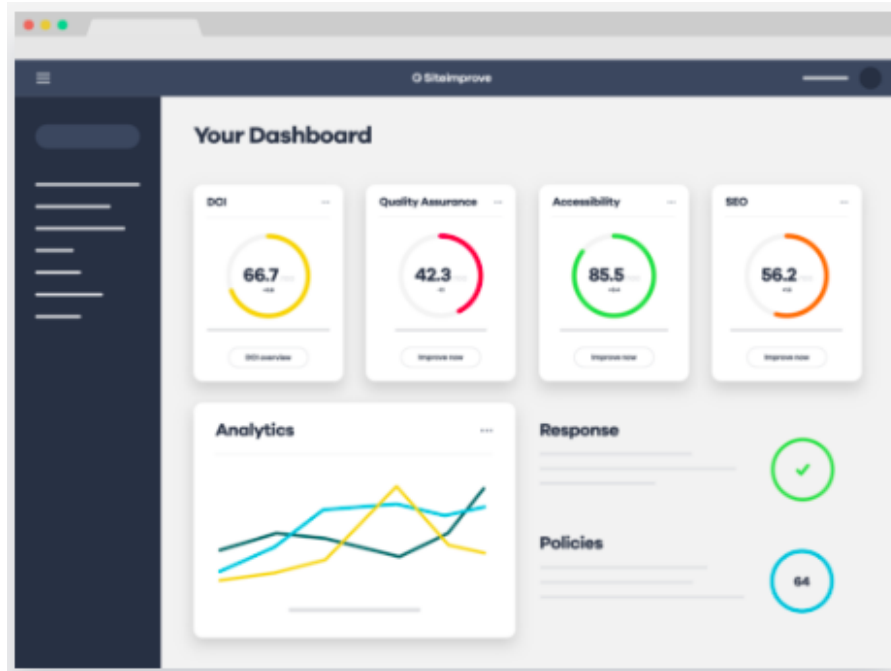 Siteimprove
Your Dashboard
DCI
Quality Assurance
Accessibility
SEO
66.7
42.3
85.5
56.2
DCI overview
Improve now
Improve now
Improve now
Analytics
Response
Policies
64